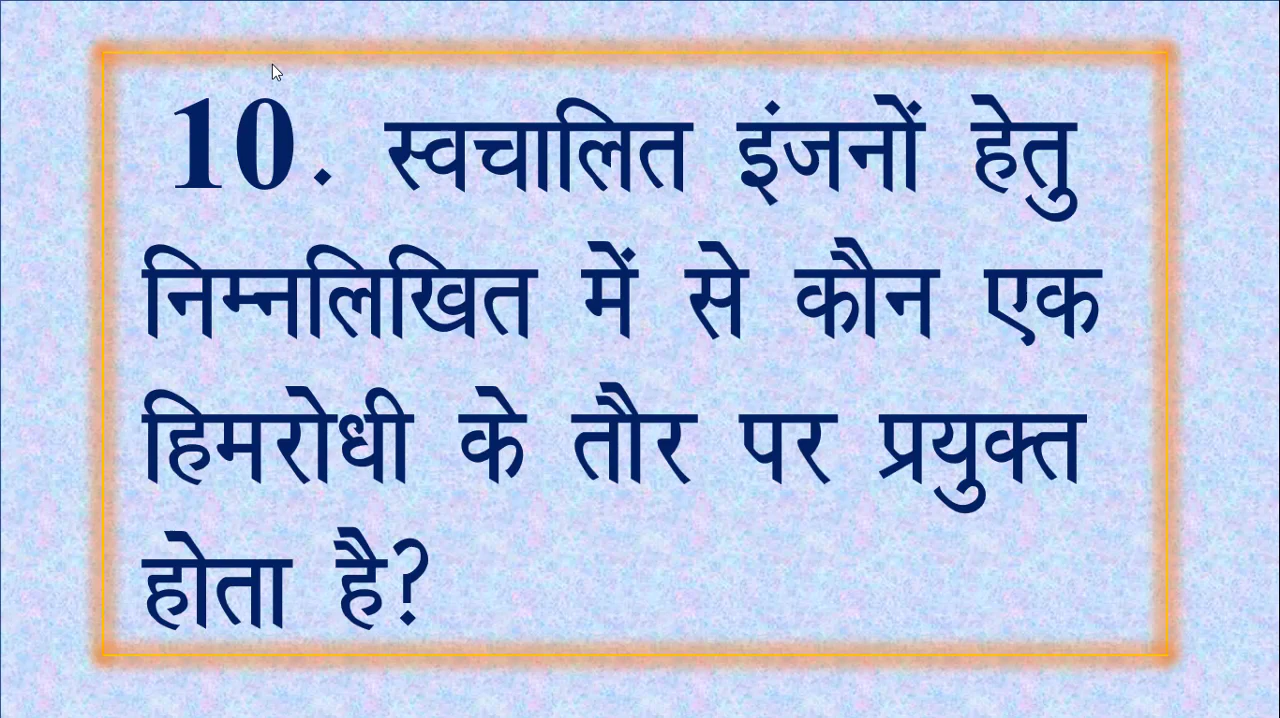 10. स्वचालित इंजनों हेतु
निम्नलिखित में से कौन एक
हिमरोधी के तौर पर प्रयुक्त
होता है?